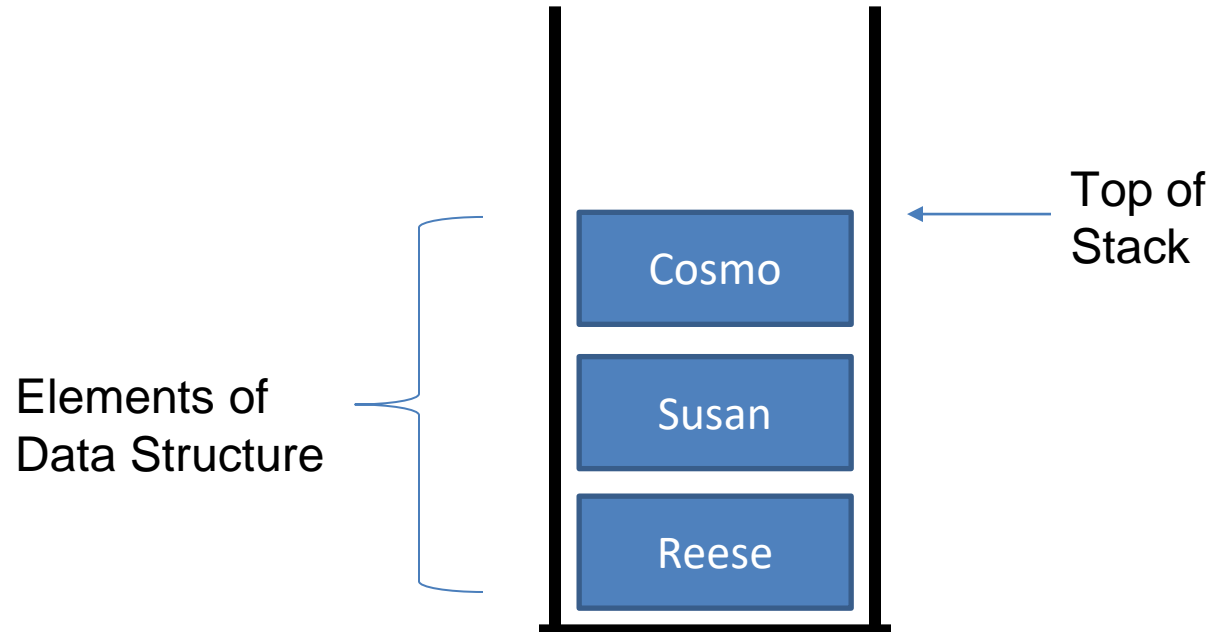 Top of
Stack
Cosmo
Susan
Reese
Elements of
Data Structure